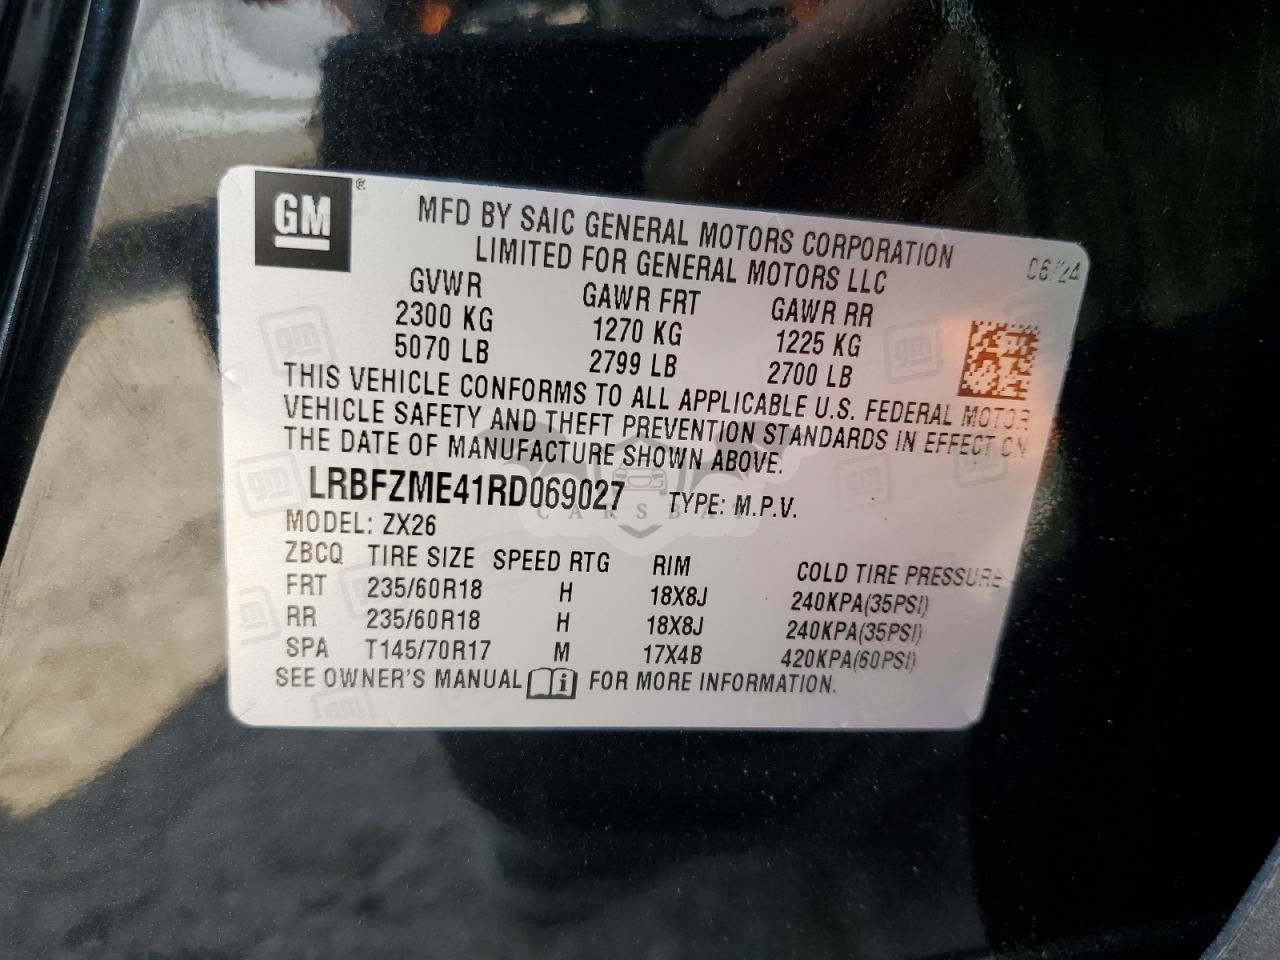 GM ®
MFD BY SAIC GENERAL MOTORS CORPORATION
LIMITED FOR GENERAL MOTORS LLC
06/24
GVWR GAWR FRT GAWR RR
2300 KG 1270 KG 1225 KG
5070 LB 2799 LB 2700 LB
THIS VEHICLE CONFORMS TO ALL APPLICABLE U.S. FEDERAL MOTOR
VEHICLE SAFETY AND THEFT PREVENTION STANDARDS IN EFFECT ON
THE DATE OF MANUFACTURE SHOWN ABOVE.
LRBFZME41RD069027 TYPE: M.P.V.
MODEL: ZX26
ZBCQ TIRE SIZE SPEED RTG RIM COLD TIRE PRESSURE
FRT 235/60R18 H 18X8J 240KPA(35PSI)
RR 235/60R18 H 18X8J 240KPA(35PSI)
SPA T145/70R17 M 17X4B 420KPA(60PSI)
SEE OWNER'S MANUAL i FOR MORE INFORMATION.